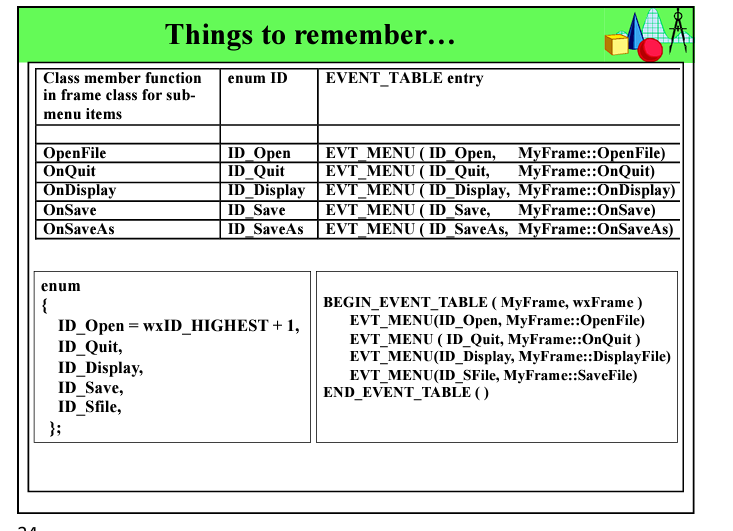 Things to remember…
Class member function in frame class for sub-menu items	enum ID	EVENT_TABLE entry
OpenFile	ID_Open	EVT_MENU ( ID_Open, MyFrame::OpenFile)
OnQuit	ID_Quit	EVT_MENU ( ID_Quit, MyFrame::OnQuit)
OnDisplay	ID_Display	EVT_MENU ( ID_Display, MyFrame::OnDisplay)
OnSave	ID_Save	EVT_MENU ( ID_Save, MyFrame::OnSave)
OnSaveAs	ID_SaveAs	EVT_MENU ( ID_SaveAs, MyFrame::OnSaveAs)
enum
{
ID_Open = wxID_HIGHEST + 1,
ID_Quit,
ID_Display,
ID_Save,
ID_Sfile,
};
BEGIN_EVENT_TABLE ( MyFrame, wxFrame )
EVT_MENU(ID_Open, MyFrame::OpenFile)
EVT_MENU ( ID_Quit, MyFrame::OnQuit )
EVT_MENU(ID_Display, MyFrame::DisplayFile)
EVT_MENU(ID_SFile, MyFrame::SaveFile)
END_EVENT_TABLE ( )